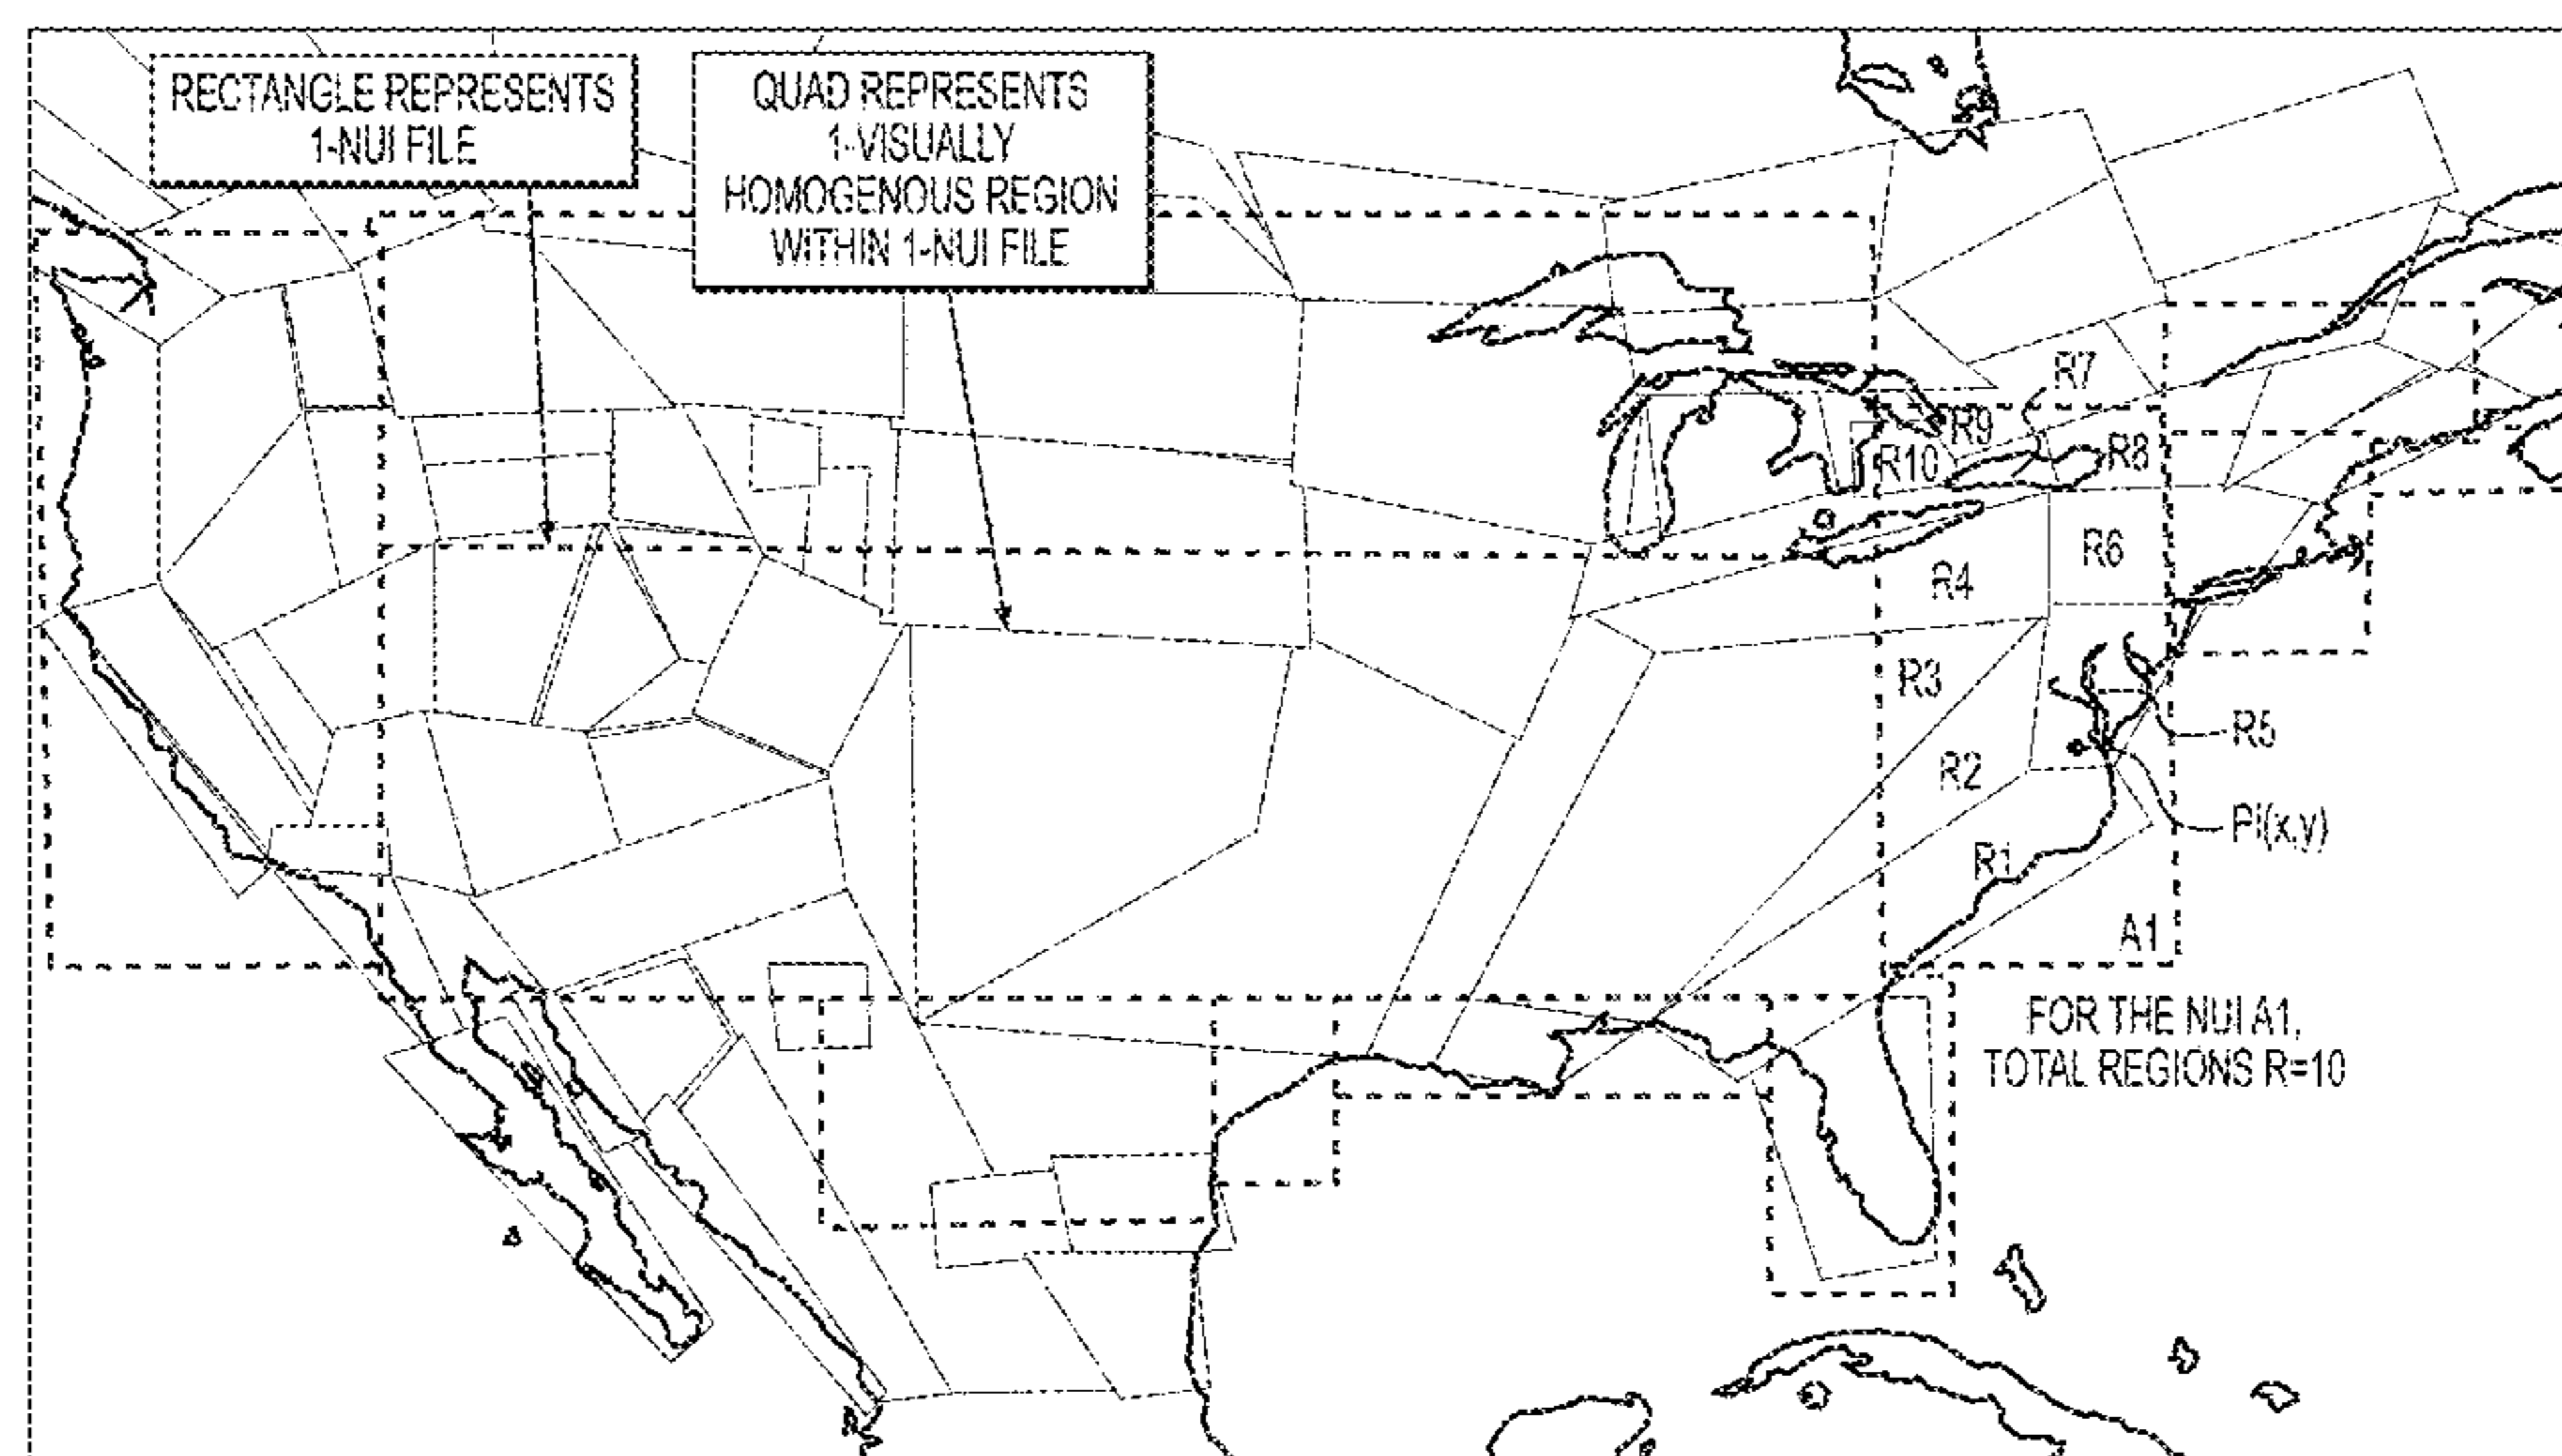 RECTANGLE REPRESENTS
1-NUI FILE
QUAD REPRESENTS
1-VISUALLY
HOMOGENOUS REGION
WITHIN 1-NUI FILE
R7
R9
R10
R8
R6
R4
R3
R5
R2
Pi(x,y)
R1
A1
FOR THE NUI A1,
TOTAL REGIONS R=10